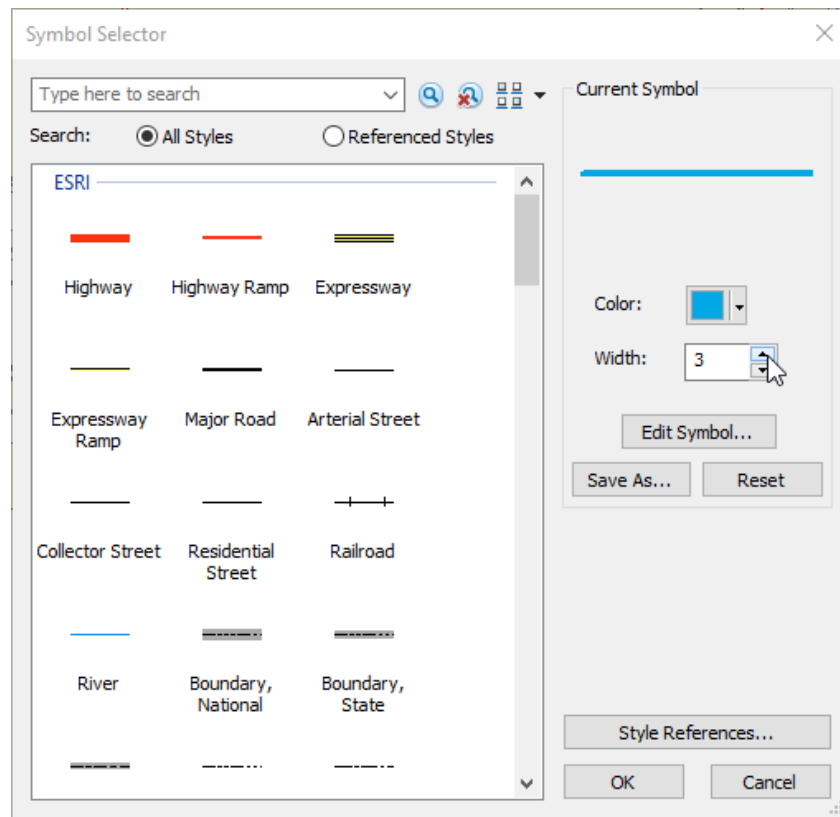 Symbol Selector
Type here to search
Search:
All Styles
Referenced Styles
ESRI
Highway
Highway Ramp
Expressway
Expressway
Ramp
Major Road
Arterial Street
Collector Street
Residential
Street
Railroad
River
Boundary,
National
Boundary,
State
Current Symbol
Color:
Width:
3
Edit Symbol...
Save As...
Reset
Style References...
OK
Cancel